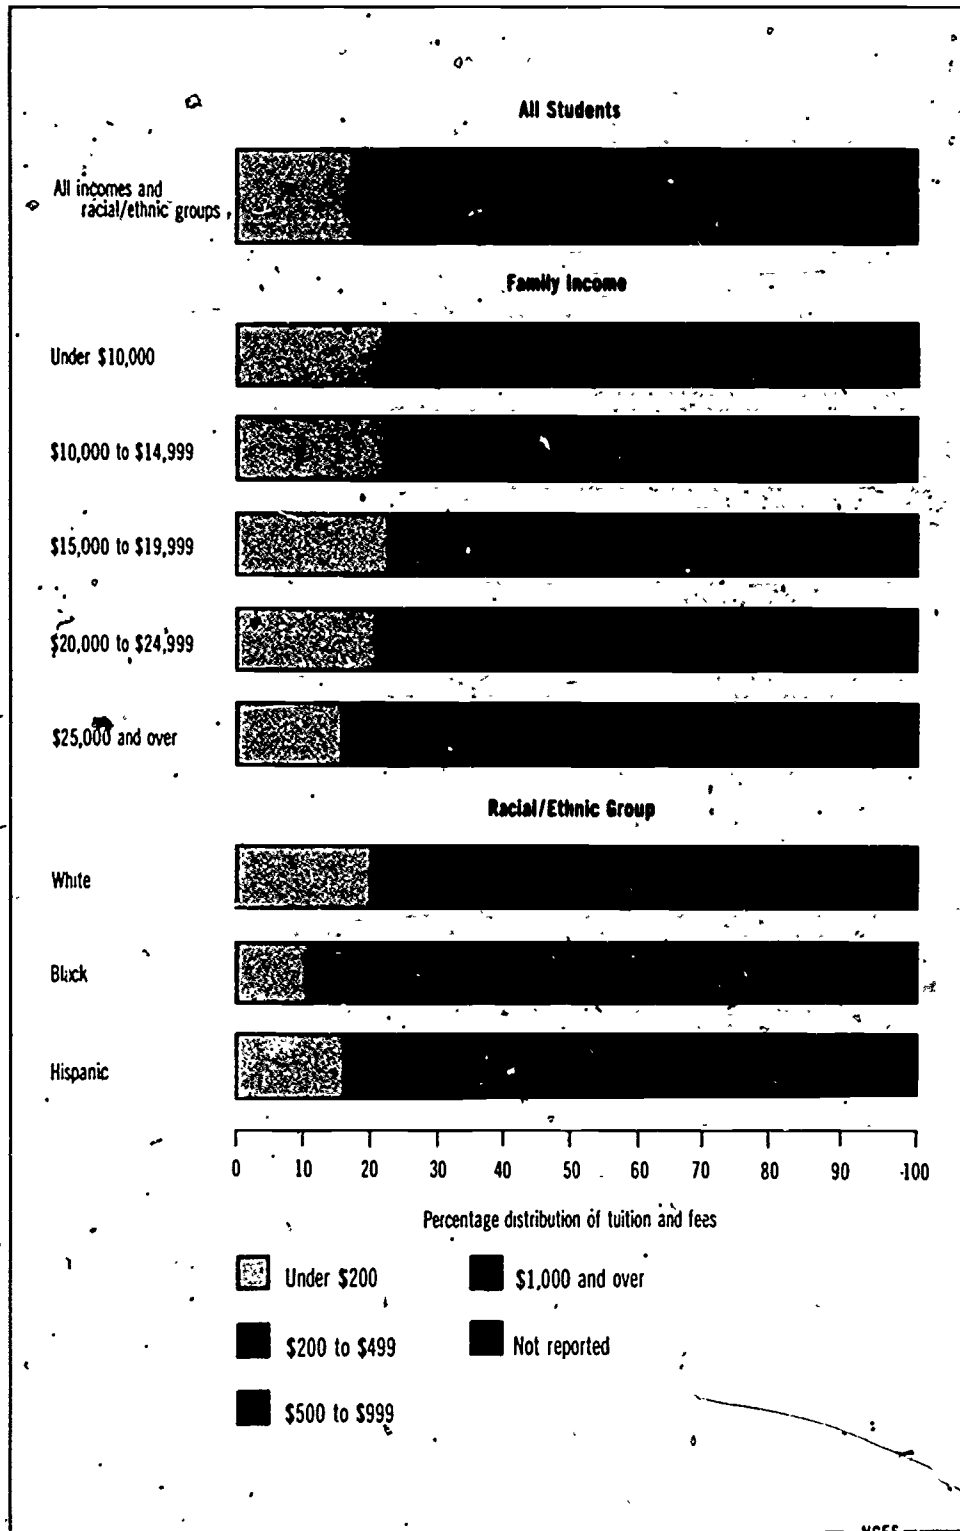 All Students
All incomes and
racial/ethnic groups
Family Income
Under $10,000
$10,000 to $14,999
$15,000 to $19,999
$20,000 to $24,999
$25,000 and over
Racial/Ethnic Group
White
Black
Hispanic
0 10 20 30 40 50 60 70 80 90 100
Percentage distribution of tuition and fees
Under $200
$1,000 and over
$200 to $499
Not reported
$500 to $999
NCES